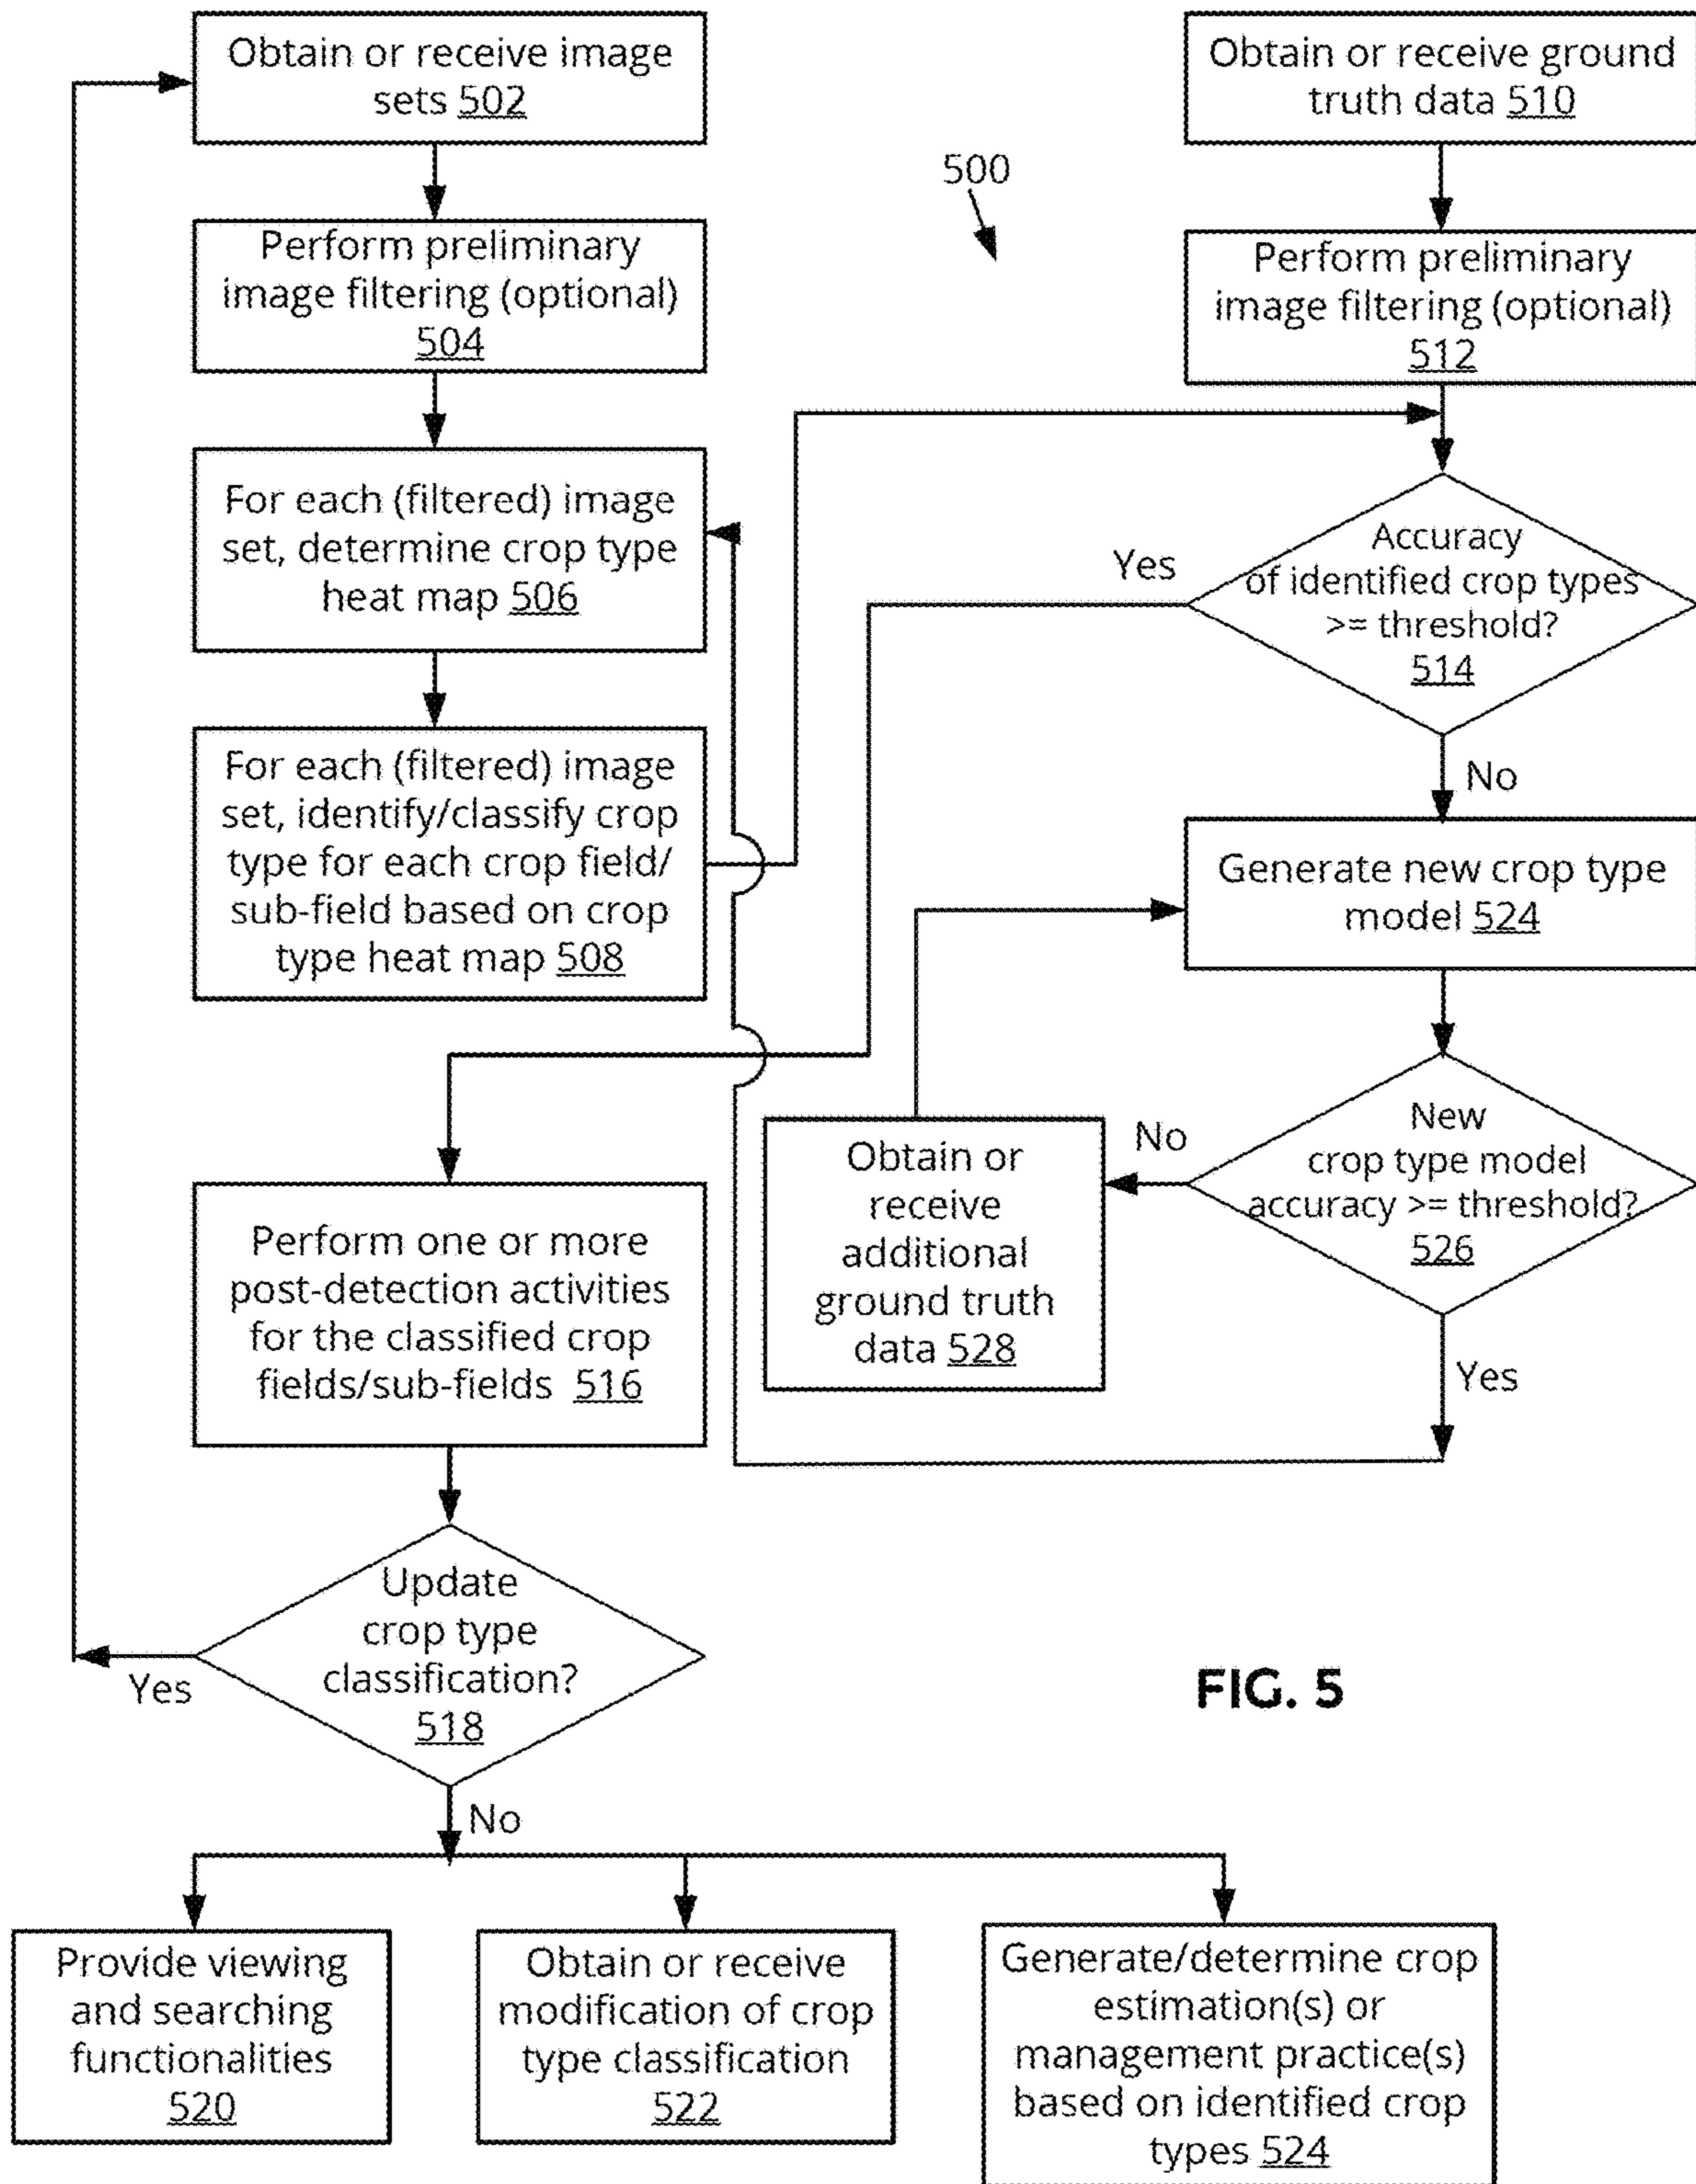 Obtain or receive image
sets 502
Perform preliminary
image filtering (optional)
504
For each (filtered) image
set, determine crop type
heat map 506
For each (filtered) image
set, identify/classify crop
type for each crop field/
sub-field based on crop
type heat map 508
500
Obtain or receive ground
truth data 510
Perform preliminary
image filtering (optional)
512
Accuracy
of identified crop types
>= threshold?
514
Yes
No
Generate new crop type
model 524
New
crop type model
accuracy >= threshold?
526
No
Yes
Obtain or
receive
additional
ground truth
data 528
Perform one or more
post-detection activities
for the classified crop
fields/sub-fields 516
Update
crop type
classification?
518
Yes
No
FIG. 5
Provide viewing
and searching
functionalities
520
Obtain or receive
modification of crop
type classification
522
Generate/determine crop
estimation(s) or
management practice(s)
based on identified crop
types 524